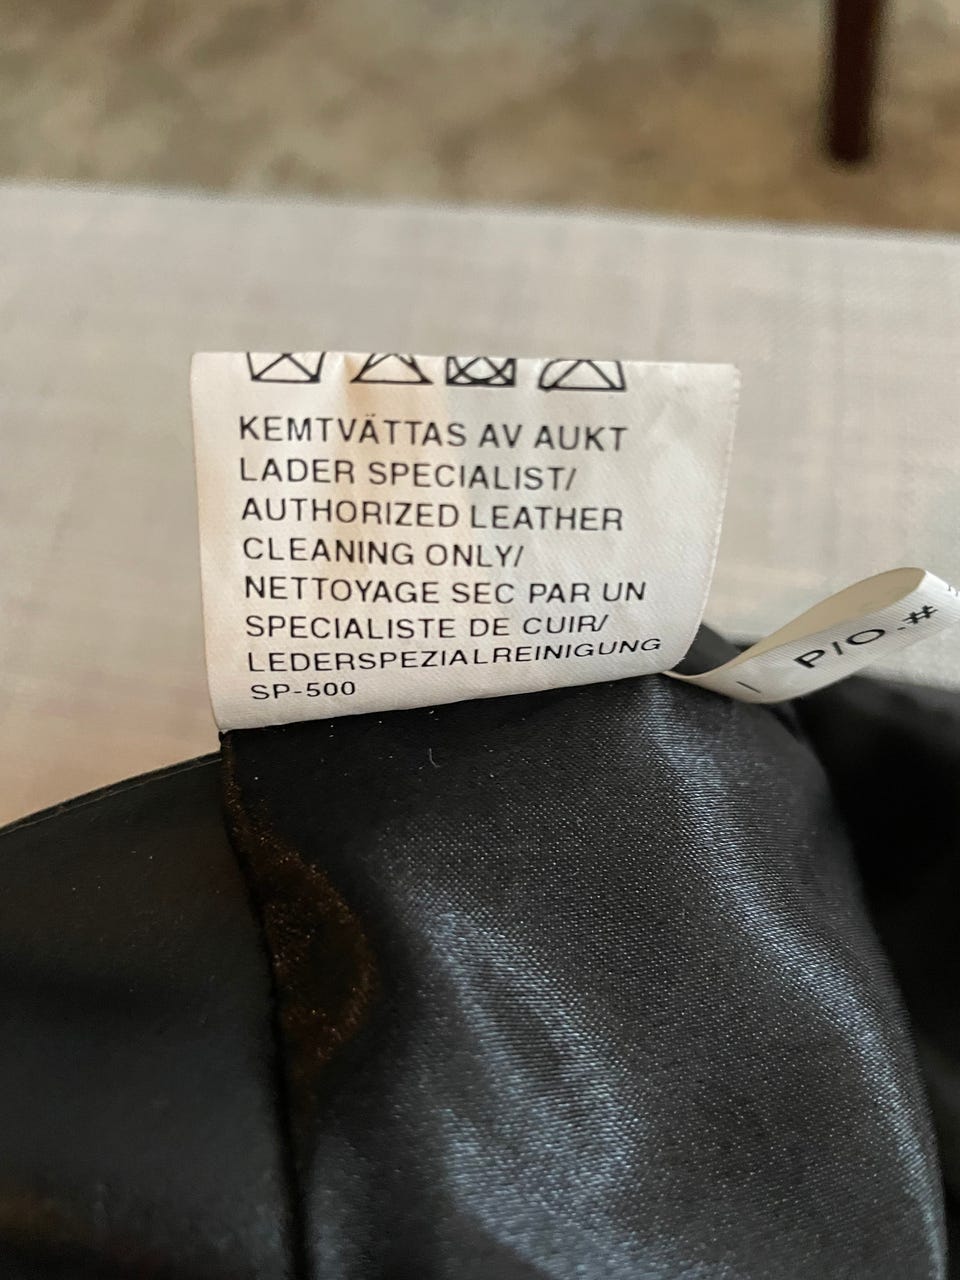 KEMTVÄTTAS AV AUKT
LADER SPECIALIST/
AUTHORIZED LEATHER
CLEANING ONLY/
NETTOYAGE SEC PAR UN
SPECIALISTE DE CUIR/
LEDERSPEZIALREINIGUNG
SP-500
P/O.#